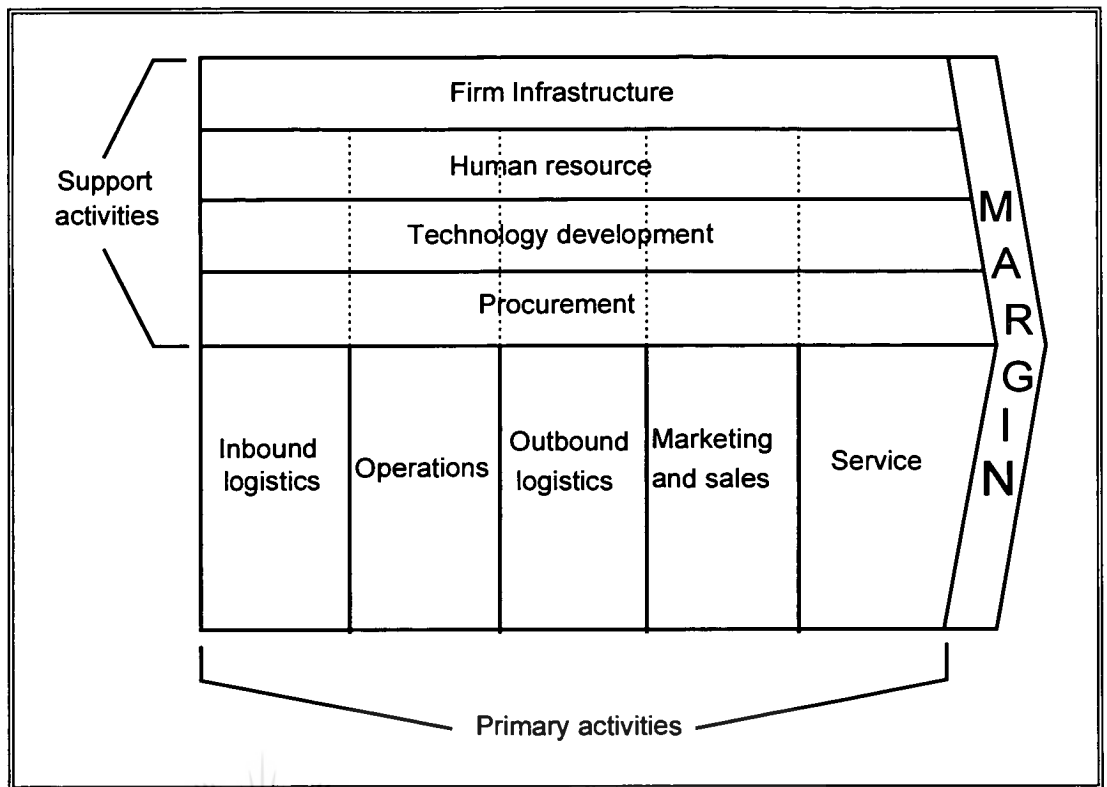 Firm Infrastructure
Human resource
Technology development
Procurement
Support
activities
Inbound
logistics
Operations
Outbound
logistics
Marketing
and sales
Service
MARGIN
Primary activities